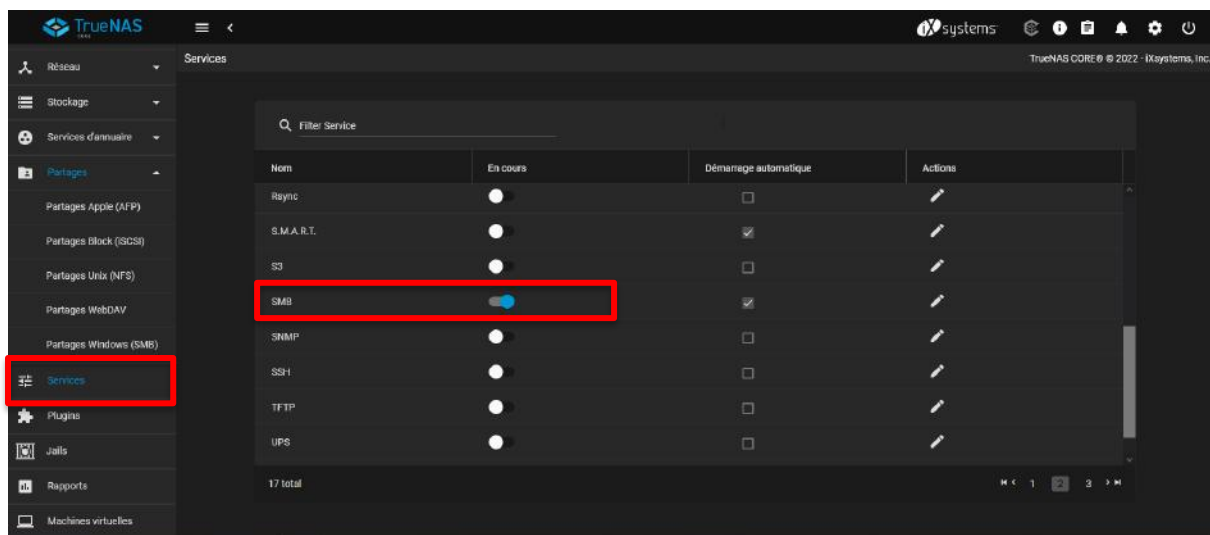 TrueNAS
CORE
iXsystems
Services
TrueNAS CORE® © 2022 - iXsystems, Inc.
Réseau
Stockage
Services d'annuaire
Partages
Partages Apple (AFP)
Partages Block (iSCSI)
Partages Unix (NFS)
Partages WebDAV
Partages Windows (SMB)
Services
Plugins
Jails
Rapports
Machines virtuelles
Filter Service
Nom En cours Démarrage automatique Actions
Rsync
S.M.A.R.T.
S3
SMB
SNMP
SSH
TFTP
UPS
17 total
1 2 3